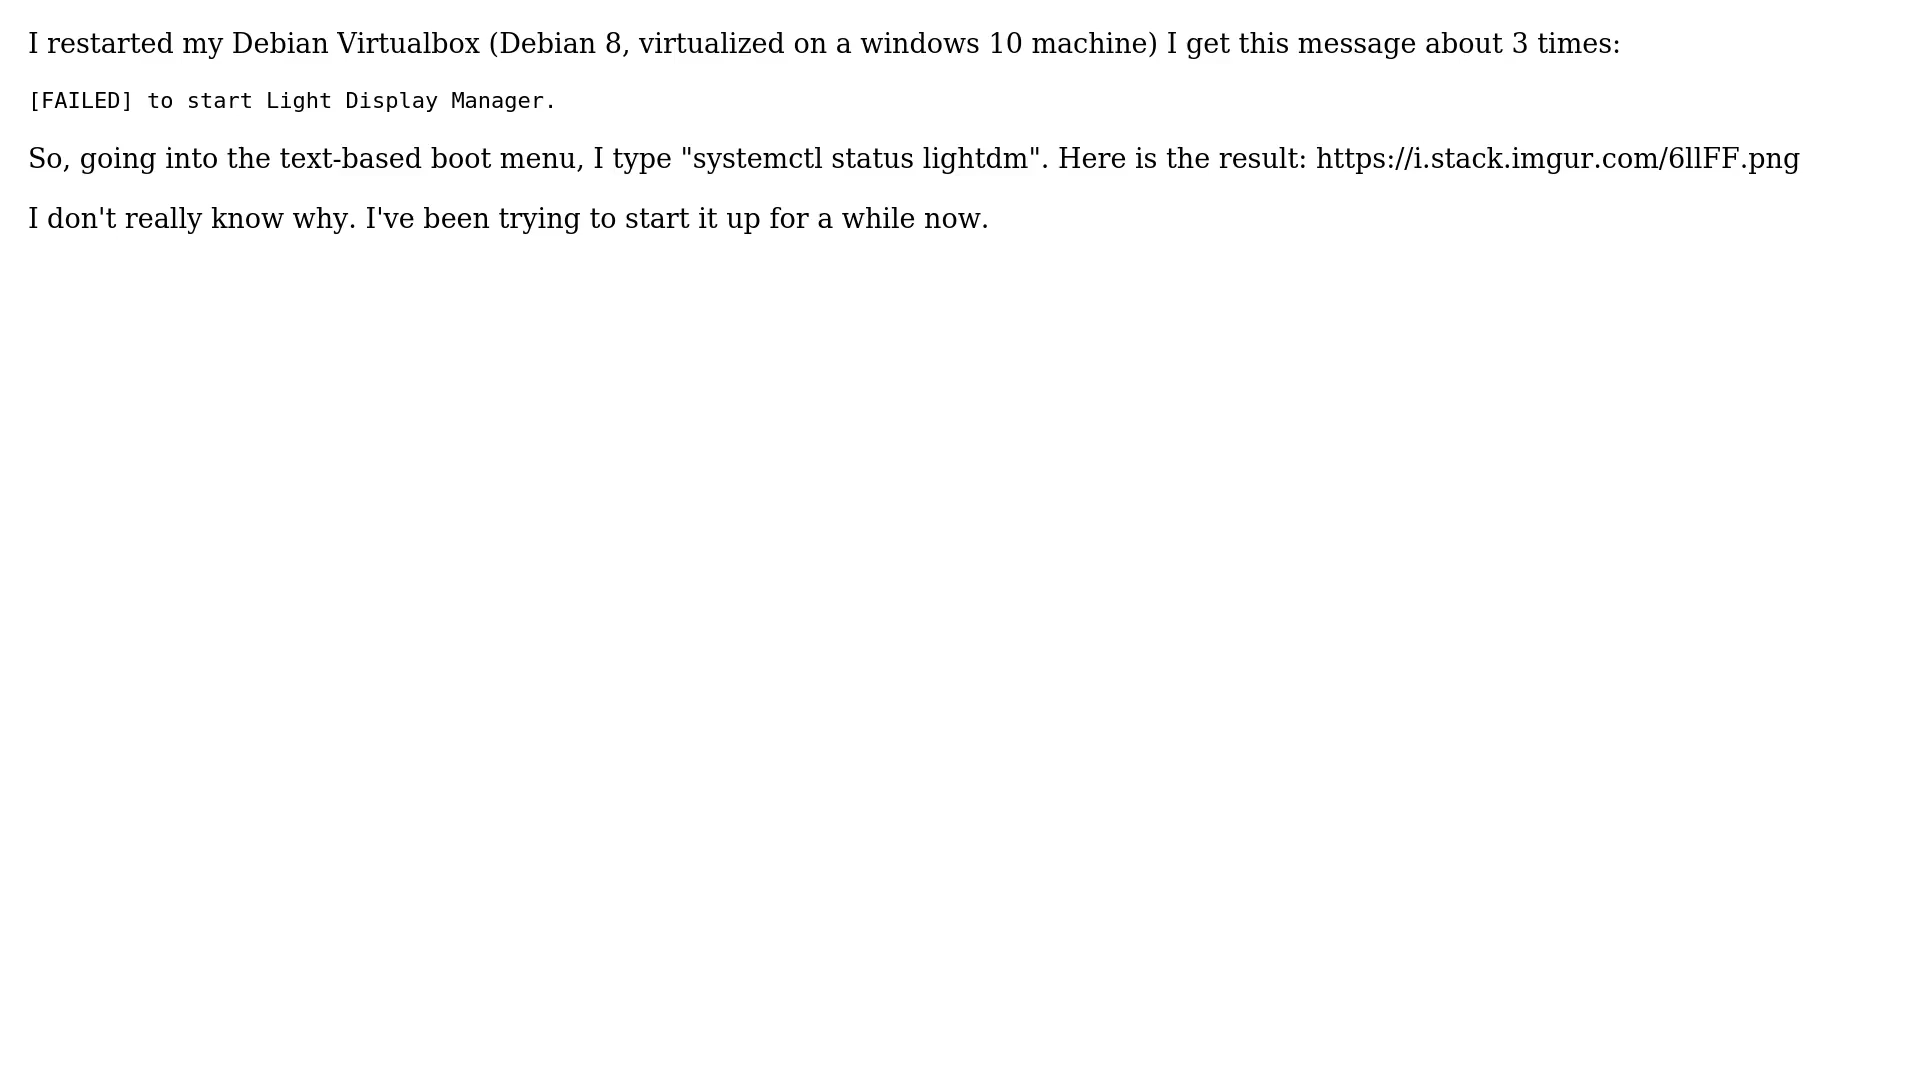 I restarted my Debian Virtualbox (Debian 8, virtualized on a windows 10 machine) I get this message about 3 times:
[FAILED] to start Light Display Manager.
So, going into the text-based boot menu, I type "systemctl status lightdm". Here is the result: https://i.stack.imgur.com/6llFF.png
I don't really know why. I've been trying to start it up for a while now.